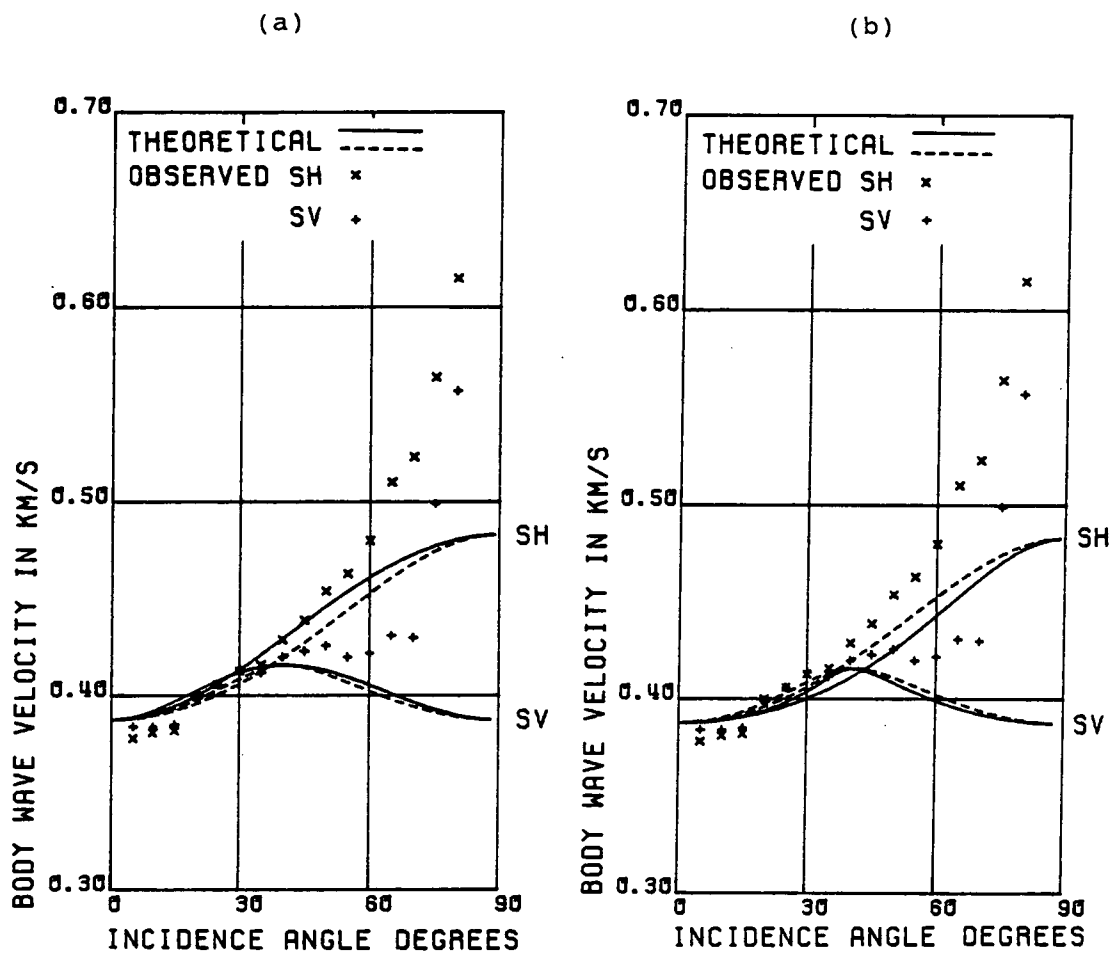 (a)
0.70
THEORETICAL
OBSERVED SH ×
SV +
0.60
0.50
0.40
0.30
SH
SV
0 30 60 90
INCIDENCE ANGLE DEGREES
BODY WAVE VELOCITY IN KM/S
(b)
0.70
THEORETICAL
OBSERVED SH ×
SV +
0.60
0.50
0.40
0.30
SH
SV
0 30 60 90
INCIDENCE ANGLE DEGREES
BODY WAVE VELOCITY IN KM/S